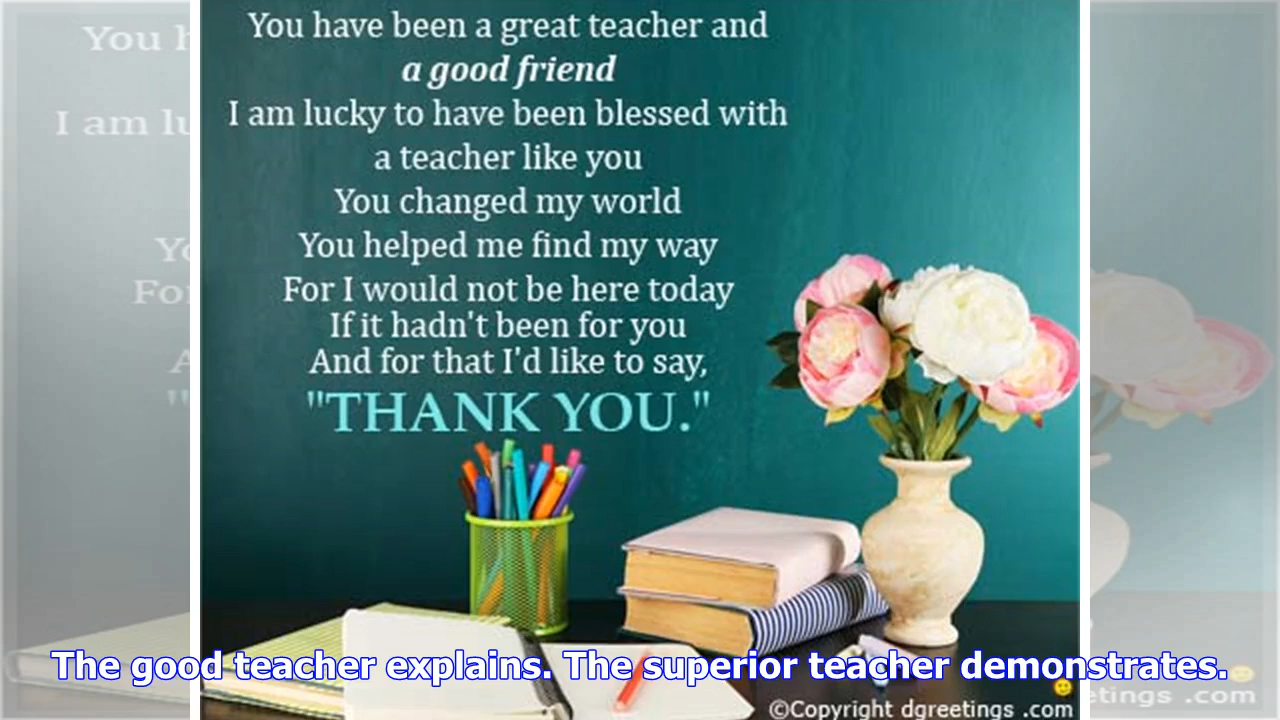 You have been a great teacher and
a good friend
I am lucky to have been blessed with
a teacher like you
You changed my world
You helped me find my way
For I would not be here today
If it hadn't been for you
And for that I'd like to say,
"THANK YOU."
The good teacher explains. The superior teacher demonstrates.
©Copyright dgreetings .com